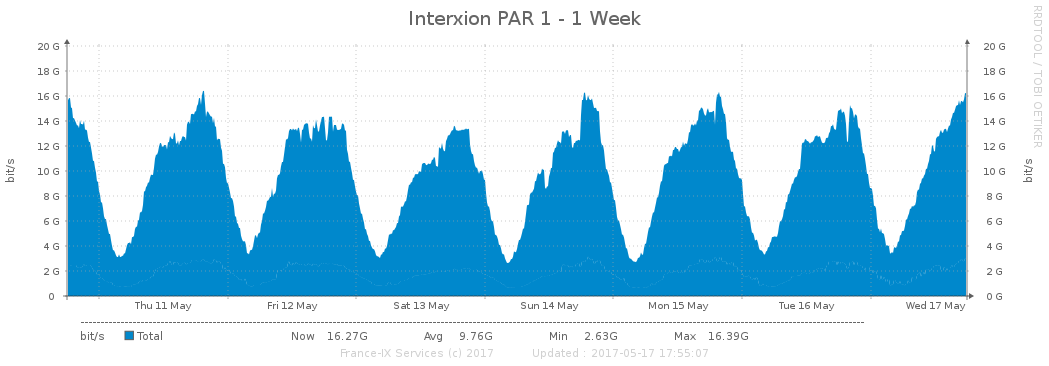 Interxion PAR 1 - 1 Week
RRDTOOL / TOBI OETIKER
20 G 20 G
18 G 18 G
16 G 16 G
14 G 14 G
12 G 12 G
10 G 10 G
8 G 8 G
6 G 6 G
4 G 4 G
2 G 2 G
0 0 G
bit/s bit/s
Thu 11 May Fri 12 May Sat 13 May Sun 14 May Mon 15 May Tue 16 May Wed 17 May
bit/s Total Now 16.27G Avg 9.76G Min 2.63G Max 16.39G
France-IX Services (c) 2017 Updated : 2017-05-17 17:55:07